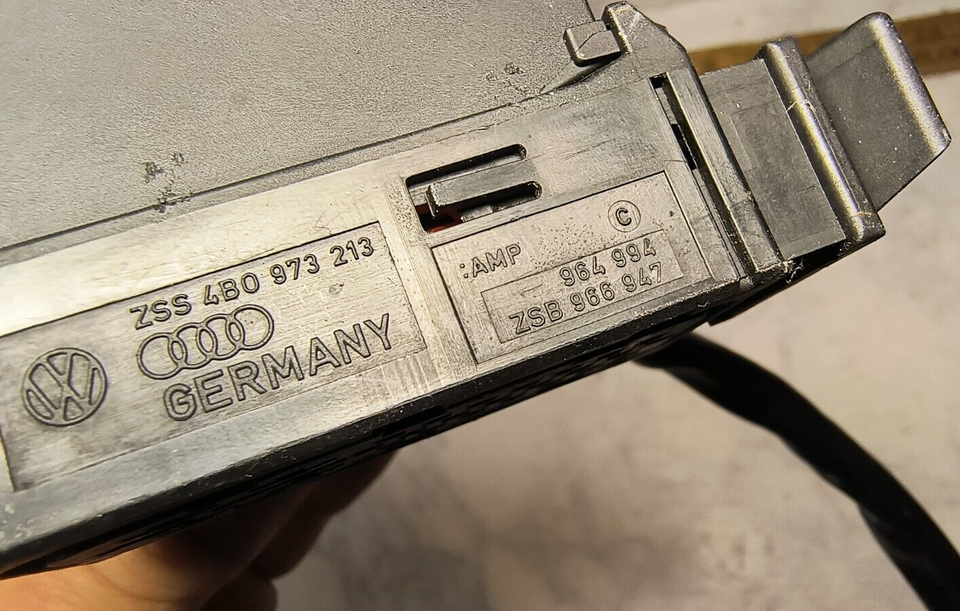 ZSS 4B0 973 213
GERMANY
:AMP
C
964 994
ZSB 966 947